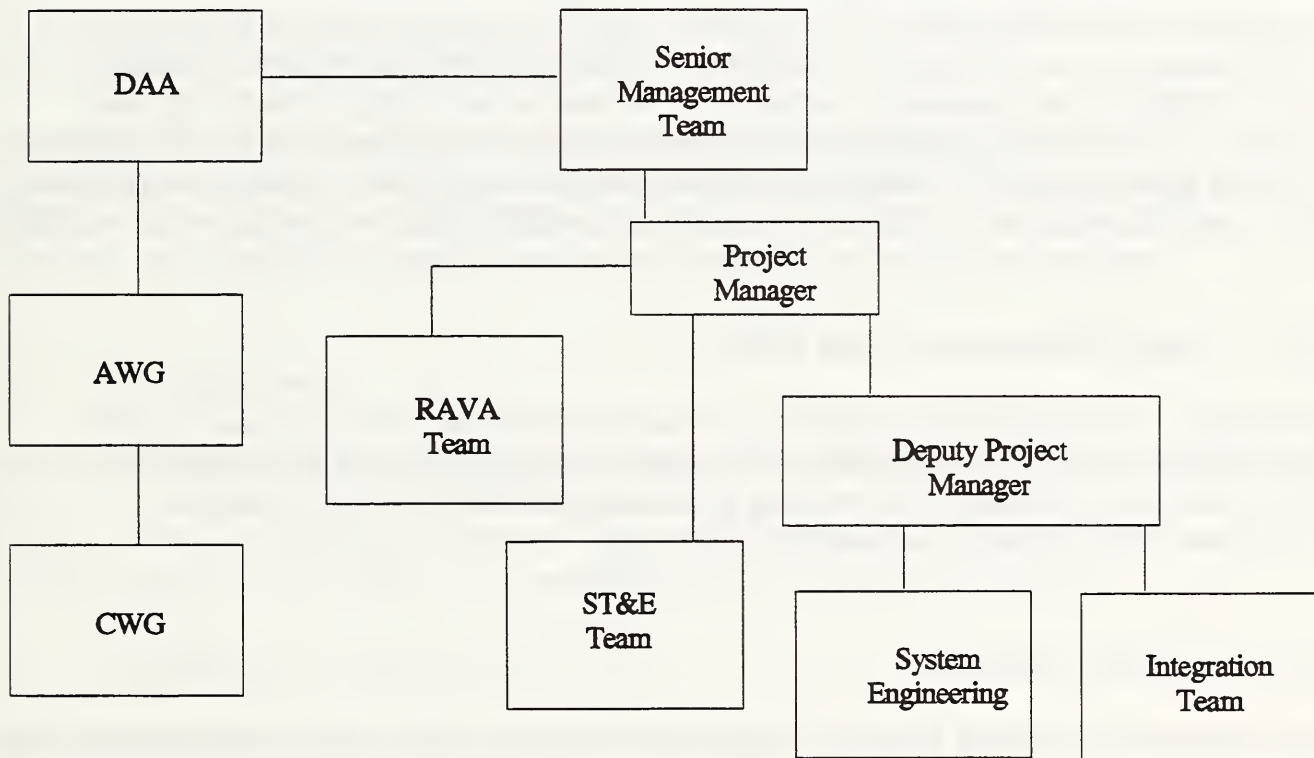 DAA
Senior
Management
Team
Project
Manager
AWG
RAVA
Team
Deputy Project
Manager
CWG
ST&E
Team
System
Engineering
Integration
Team